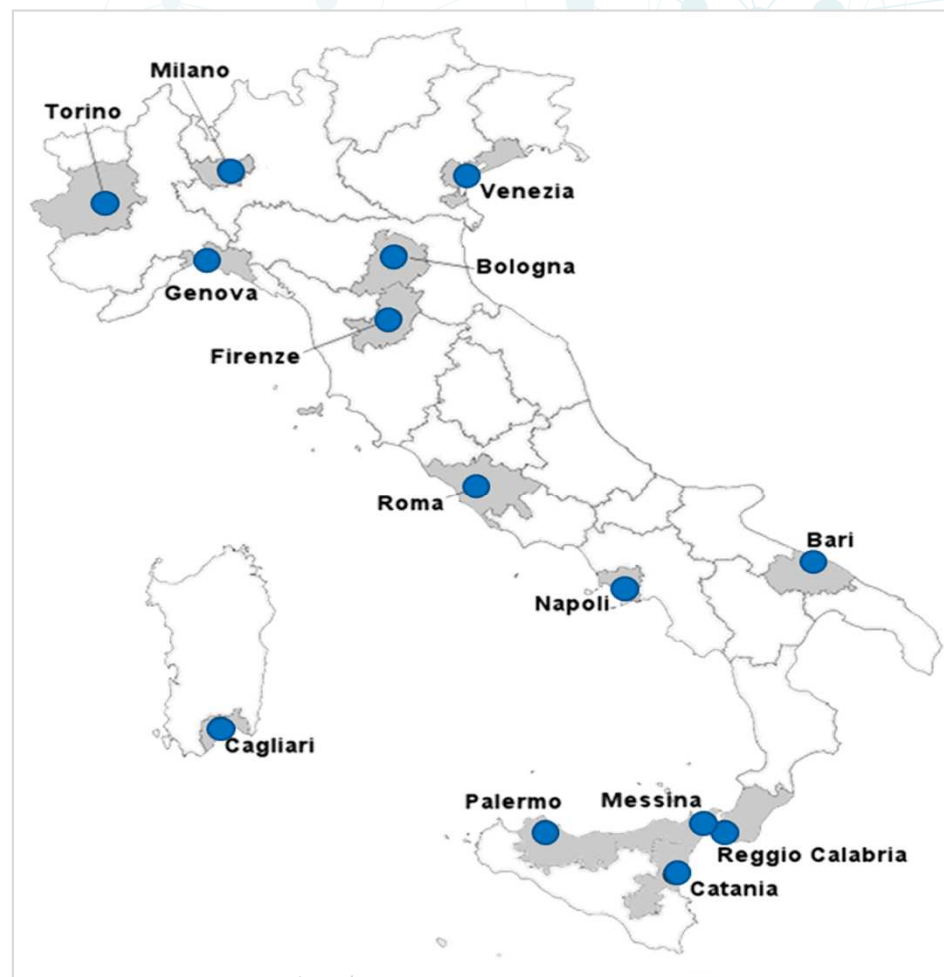 Milano
Torino
Venezia
Bologna
Genova
Firenze
Roma
Bari
Napoli
Cagliari
Palermo
Messina
Reggio Calabria
Catania